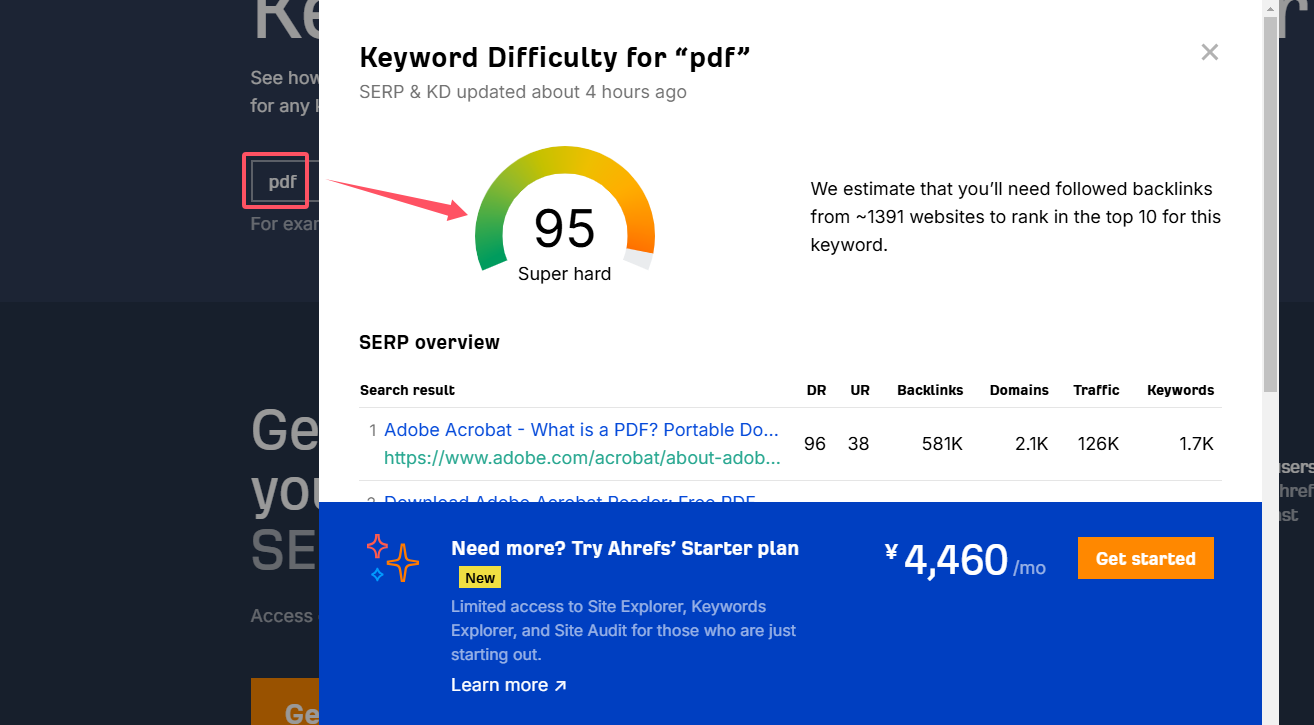 Ke
r
See how
for any k
pdf
For exam
Keyword Difficulty for “pdf”
SERP & KD updated about 4 hours ago
95
Super hard
We estimate that you’ll need followed backlinks
from ~1391 websites to rank in the top 10 for this
keyword.
SERP overview
Search result DR UR Backlinks Domains Traffic Keywords
1 Adobe Acrobat - What is a PDF? Portable Do... 96 38 581K 2.1K 126K 1.7K
https://www.adobe.com/acrobat/about-adob...
2 Download Adobe Acrobat Reader: Free PDF
Ge
you
SE
Access
Ge
users
href
ast
Need more? Try Ahrefs’ Starter plan
New
Limited access to Site Explorer, Keywords
Explorer, and Site Audit for those who are just
starting out.
Learn more ↗
¥ 4,460 /mo
Get started